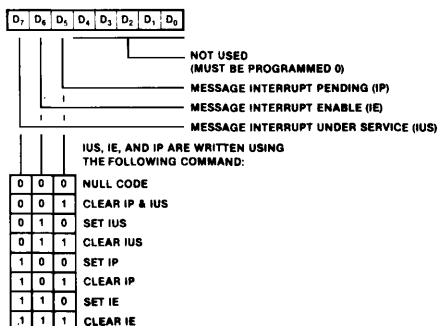 D7 D6 D5 D4 D3 D2 D1 D0
NOT USED
(MUST BE PROGRAMMED 0)
MESSAGE INTERRUPT PENDING (IP)
MESSAGE INTERRUPT ENABLE (IE)
MESSAGE INTERRUPT UNDER SERVICE (IUS)
IUS, IE, AND IP ARE WRITTEN USING
THE FOLLOWING COMMAND:
0 0 0 NULL CODE
0 0 1 CLEAR IP & IUS
0 1 0 SET IUS
0 1 1 CLEAR IUS
1 0 0 SET IP
1 0 1 CLEAR IP
1 1 0 SET IE
1 1 1 CLEAR IE